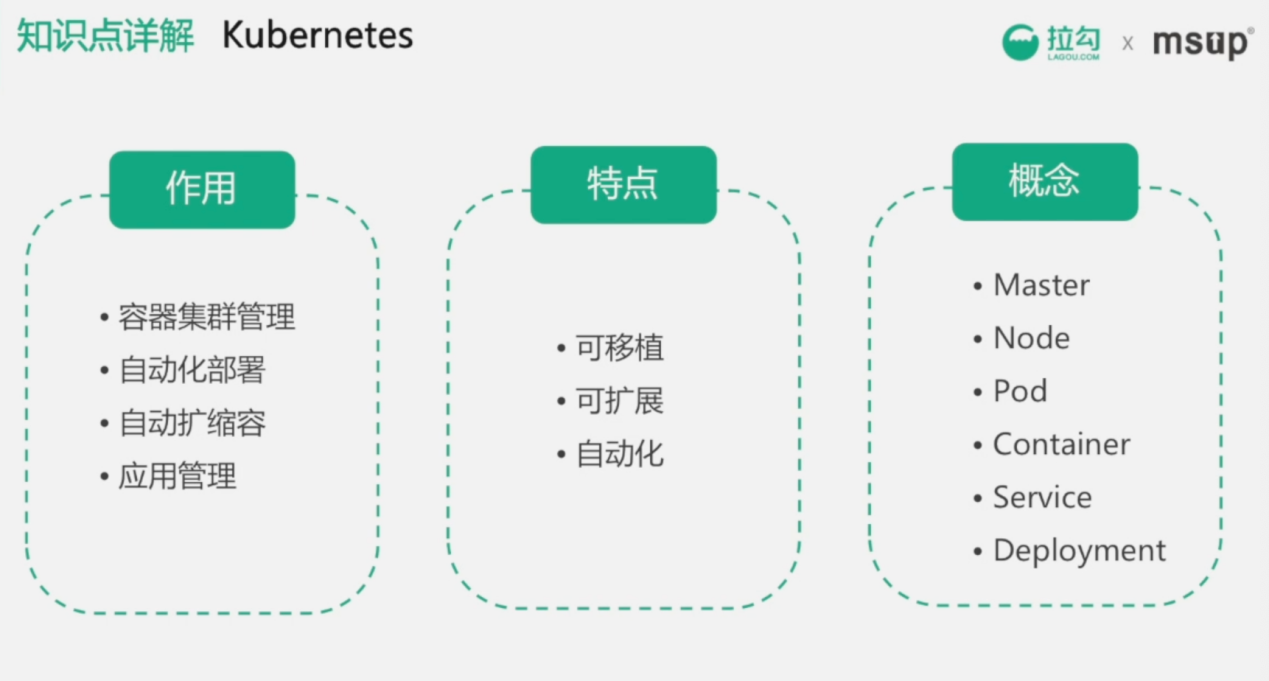 知识点详解 Kubernetes
拉勾 x msup®
LAGOU.COM
作用
容器集群管理
自动化部署
自动扩缩容
应用管理
特点
可移植
可扩展
自动化
概念
Master
Node
Pod
Container
Service
Deployment